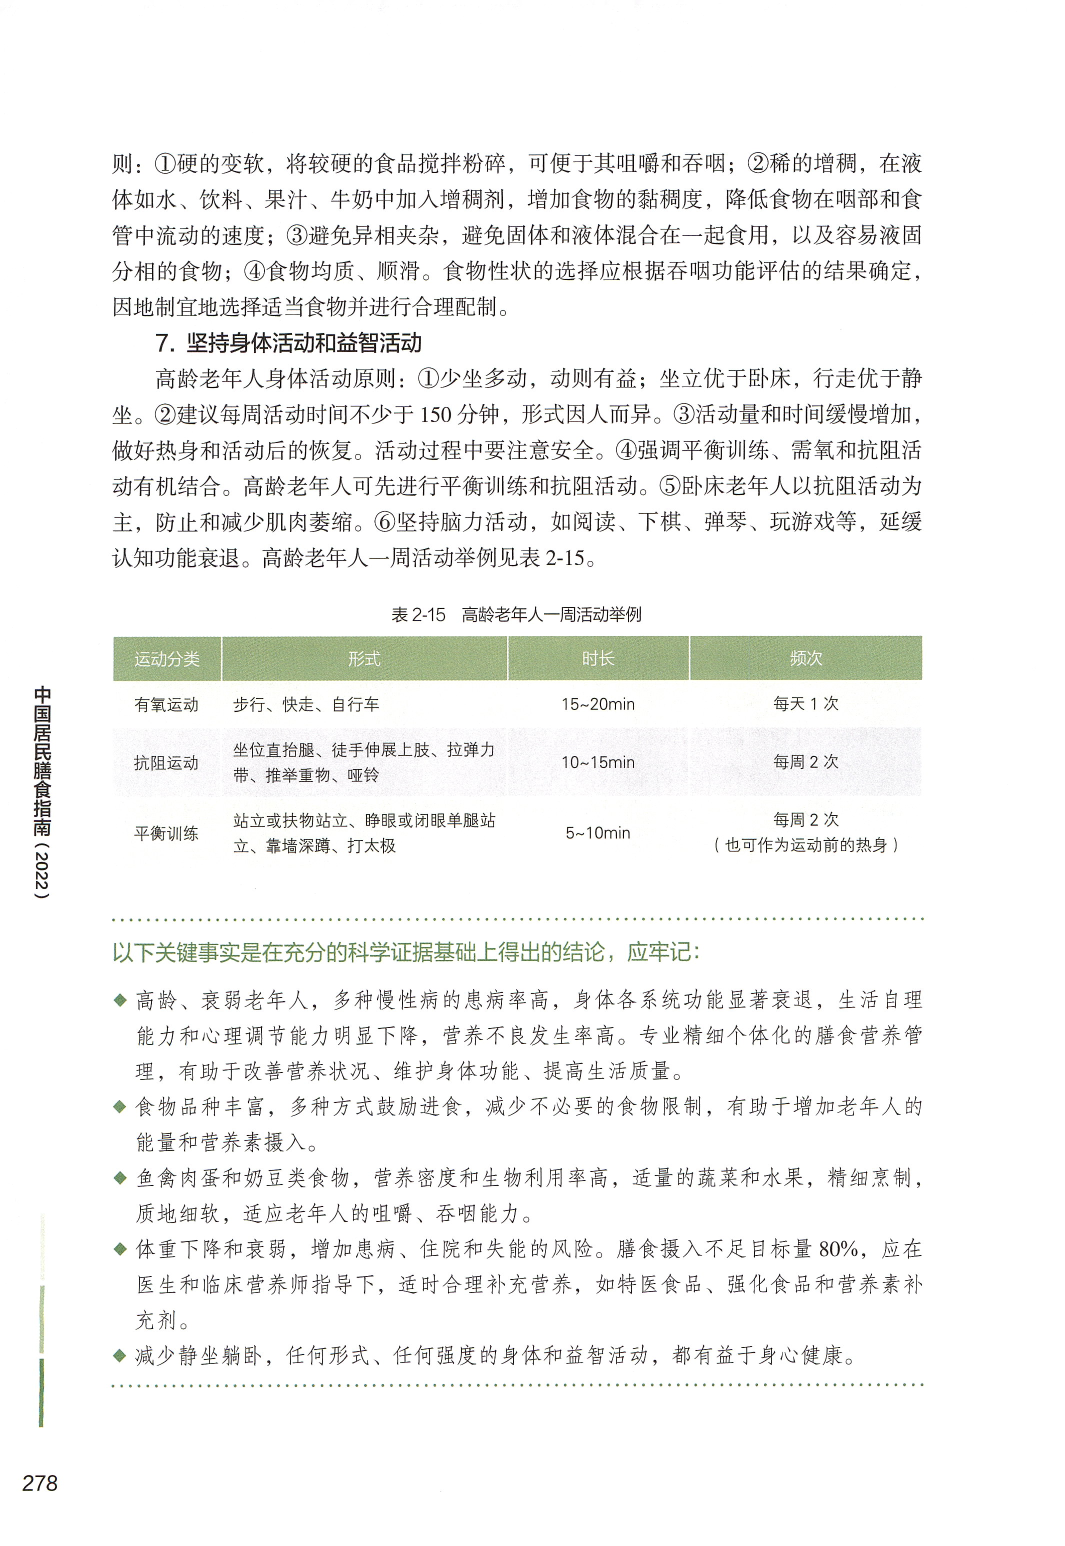 则：①硬的变软，将较硬的食品搅拌粉碎，可便于其咀嚼和吞咽；②稀的增稠，在液
体如水、饮料、果汁、牛奶中加入增稠剂，增加食物的黏稠度，降低食物在咽部和食
管中流动的速度；③避免异相夹杂，避免固体和液体混合在一起食用，以及容易液固
分相的食物；④食物均质、顺滑。食物性状的选择应根据吞咽功能评估的结果确定，
因地制宜地选择适当食物并进行合理配制。
7. 坚持身体活动和益智活动
高龄老年人身体活动原则：①少坐多动，动则有益；坐立优于卧床，行走优于静
坐。②建议每周活动时间不少于 150 分钟，形式因人而异。③活动量和时间缓慢增加，
做好热身和活动后的恢复。活动过程中要注意安全。④强调平衡训练、需氧和抗阻活
动有机结合。高龄老年人可先进行平衡训练和抗阻活动。⑤卧床老年人以抗阻活动为
主，防止和减少肌肉萎缩。⑥坚持脑力活动，如阅读、下棋、弹琴、玩游戏等，延缓
认知功能衰退。高龄老年人一周活动举例见表 2-15。
表 2-15 高龄老年人一周活动举例
运动分类 形式 时长 频次
有氧运动 步行、快走、自行车 15~20min 每天 1 次
抗阻运动 坐位直抬腿、徒手伸展上肢、拉弹力 10~15min 每周 2 次
带、推举重物、哑铃
平衡训练 站立或扶物站立、睁眼或闭眼单腿站 5~10min 每周 2 次
立、靠墙深蹲、打太极 （也可作为运动前的热身）
以下关键事实是在充分的科学证据基础上得出的结论，应牢记：
◆ 高龄、衰弱老年人，多种慢性病的患病率高，身体各系统功能显著衰退，生活自理
能力和心理调节能力明显下降，营养不良发生率高。专业精细个体化的膳食营养管
理，有助于改善营养状况、维护身体功能、提高生活质量。
◆ 食物品种丰富，多种方式鼓励进食，减少不必要的食物限制，有助于增加老年人的
能量和营养素摄入。
◆ 鱼禽肉蛋和奶豆类食物，营养密度和生物利用率高，适量的蔬菜和水果，精细烹制，
质地细软，适应老年人的咀嚼、吞咽能力。
◆ 体重下降和衰弱，增加患病、住院和失能的风险。膳食摄入不足目标量 80%，应在
医生和临床营养师指导下，适时合理补充营养，如特医食品、强化食品和营养素补
充剂。
◆ 减少静坐躺卧，任何形式、任何强度的身体和益智活动，都有益于身心健康。
中国居民膳食指南（2022）
278